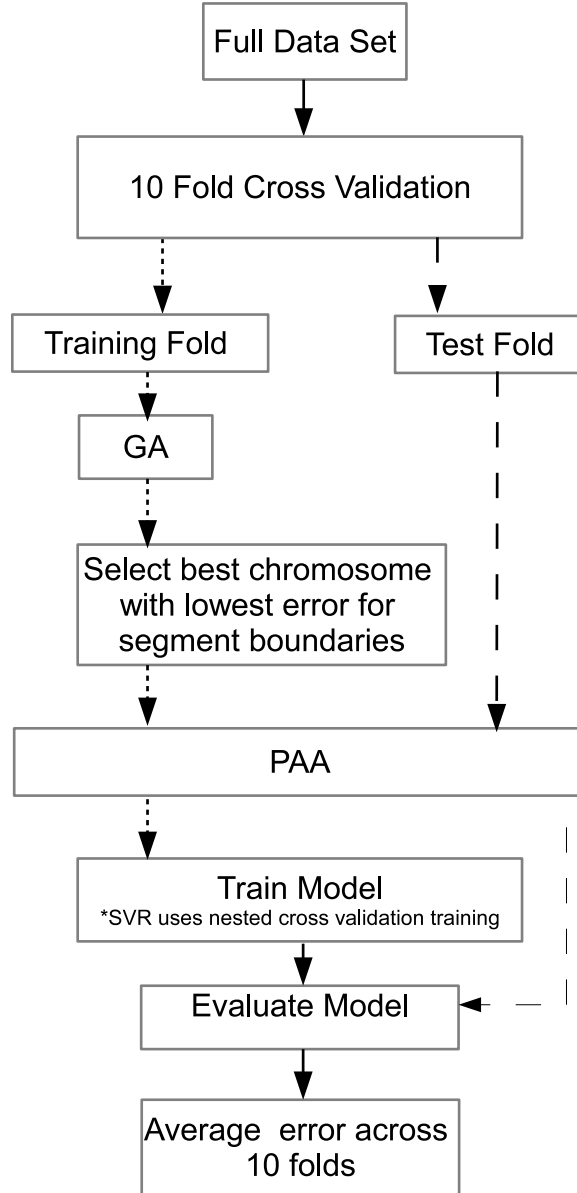 Full Data Set
10 Fold Cross Validation
Training Fold
Test Fold
GA
Select best chromosome
with lowest error for
segment boundaries
PAA
Train Model
*SVR uses nested cross validation training
Evaluate Model
Average error across
10 folds